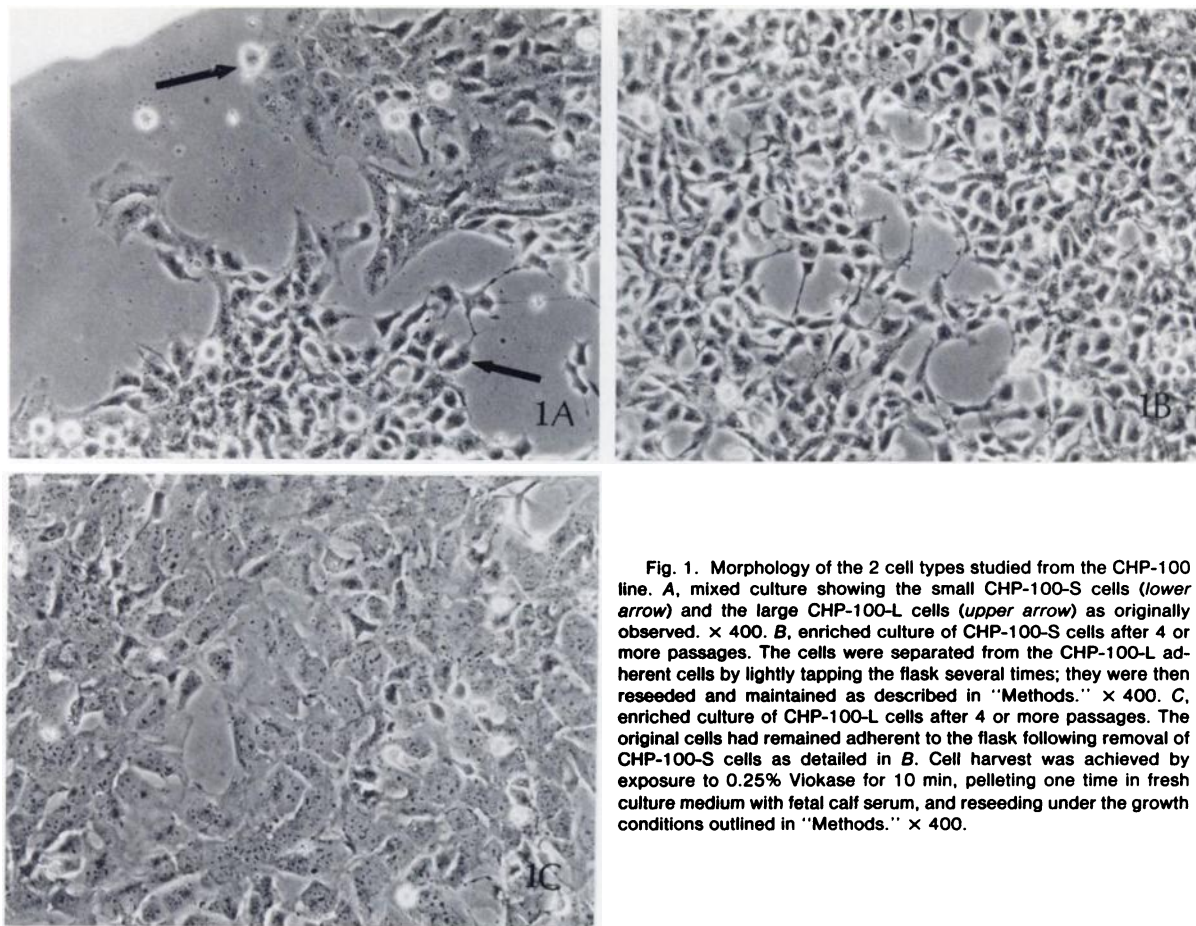 1A
1B
1C
Fig. 1. Morphology of the 2 cell types studied from the CHP-100
line. A, mixed culture showing the small CHP-100-S cells (lower
arrow) and the large CHP-100-L cells (upper arrow) as originally
observed. × 400. B, enriched culture of CHP-100-S cells after 4 or
more passages. The cells were separated from the CHP-100-L ad-
herent cells by lightly tapping the flask several times; they were then
reseeded and maintained as described in "Methods." × 400. C,
enriched culture of CHP-100-L cells after 4 or more passages. The
original cells had remained adherent to the flask following removal of
CHP-100-S cells as detailed in B. Cell harvest was achieved by
exposure to 0.25% Viokase for 10 min, pelleting one time in fresh
culture medium with fetal calf serum, and reseeding under the growth
conditions outlined in "Methods." × 400.